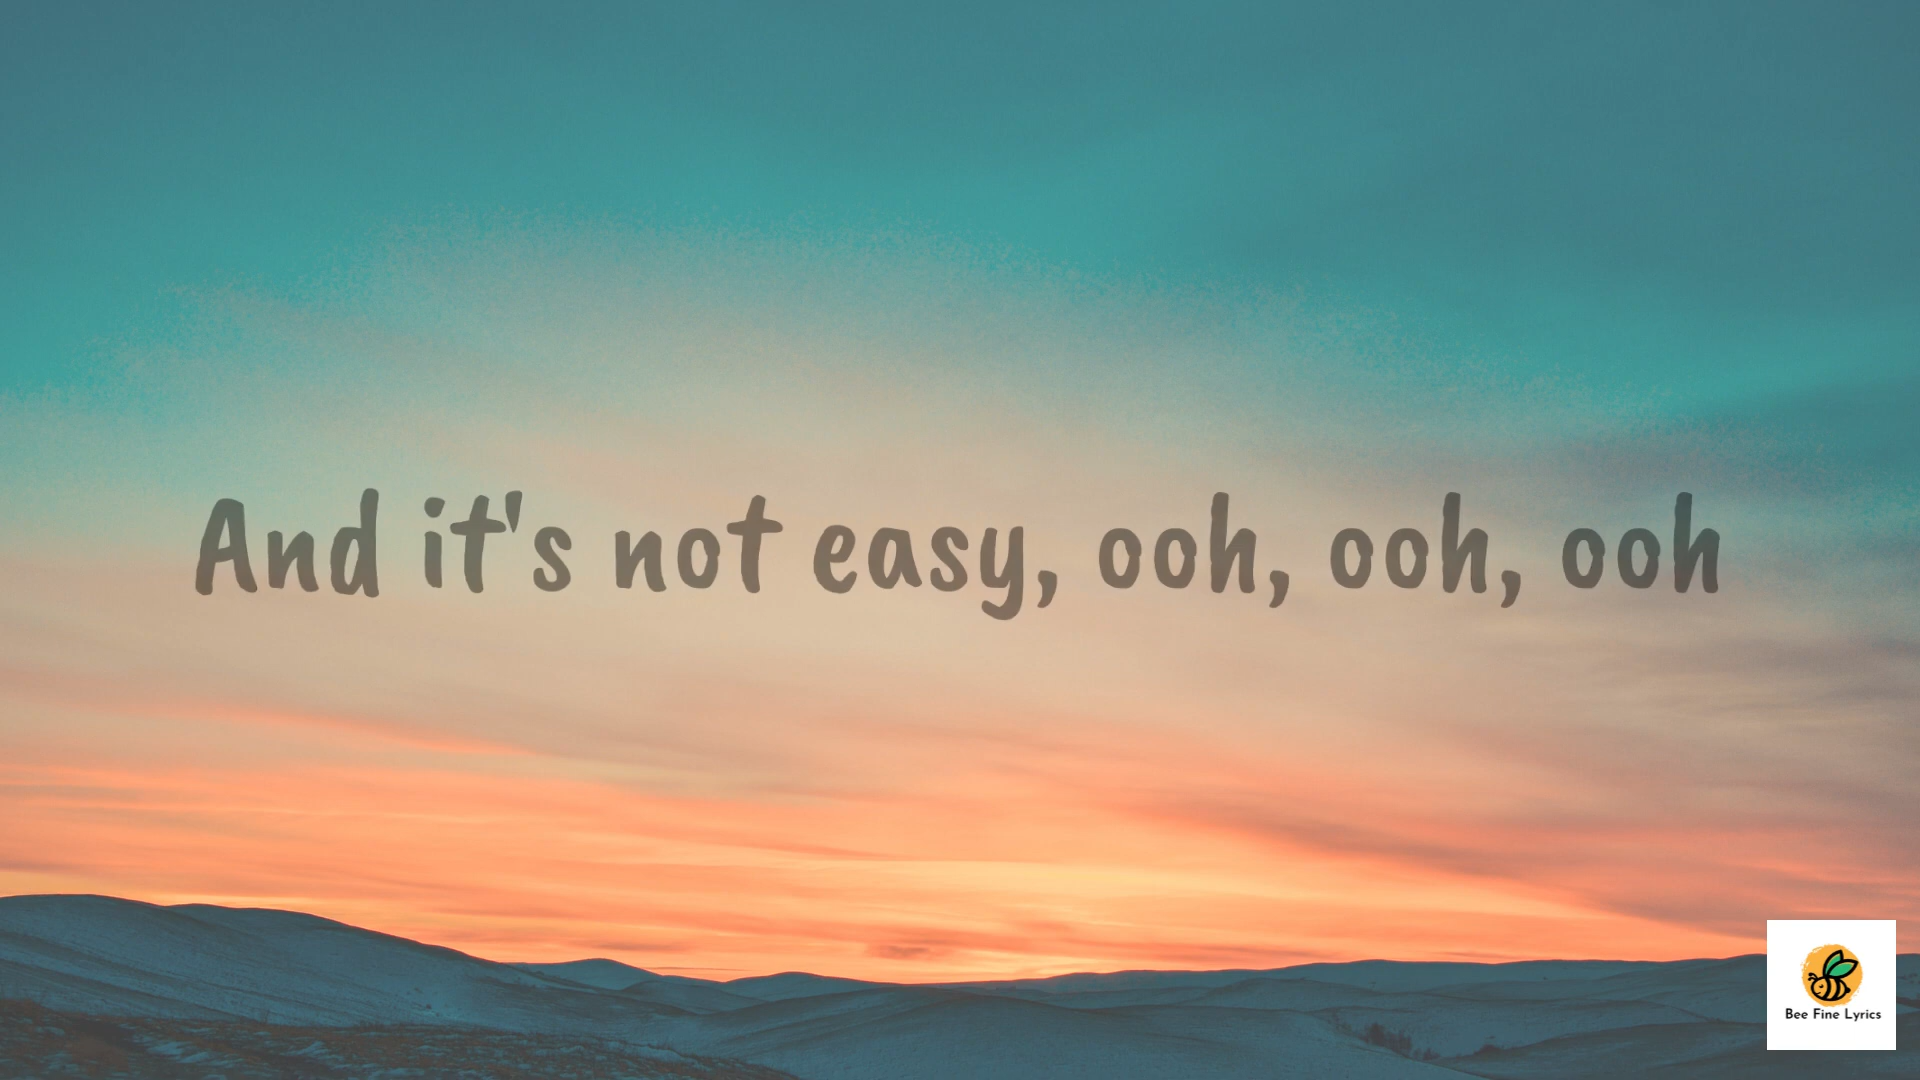 And it's not easy, ooh, ooh, ooh
Bee Fine Lyrics